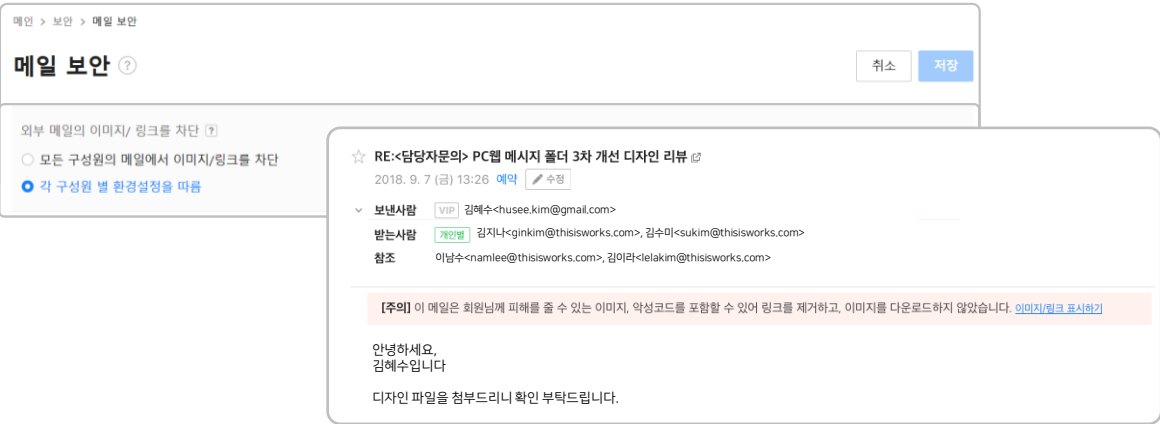 메인 > 보안 > 메일 보안
메일 보안 ?
취소 저장
외부 메일의 이미지/ 링크를 차단 ?
모든 구성원의 메일에서 이미지/링크를 차단
각 구성원 별 환경설정을 따름
RE:<담당자문의> PC웹 메시지 폴더 3차 개선 디자인 리뷰
2018. 9. 7 (금) 13:26 예약 수정
보낸사람 VIP 김혜수<husee.kim@gmail.com>
받는사람 개인별 김지나<ginkim@thisisworks.com>, 김수미<sukim@thisisworks.com>
참조 이남수<namlee@thisisworks.com>, 김이라<lelakim@thisisworks.com>
[주의] 이 메일은 회원님께 피해를 줄 수 있는 이미지, 악성코드를 포함할 수 있어 링크를 제거하고, 이미지를 다운로드하지 않았습니다. 이미지/링크 표시하기
안녕하세요,
김혜수입니다
디자인 파일을 첨부드리니 확인 부탁드립니다.